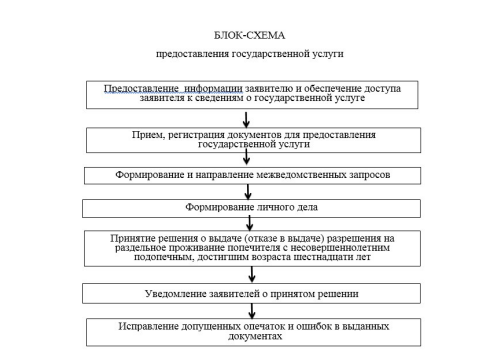 БЛОК-СХЕМА
предоставления государственной услуги
Предоставление информации заявителю и обеспечение доступа
заявителя к сведениям о государственной услуге
Прием, регистрация документов для предоставления
государственной услуги
Формирование и направление межведомственных запросов
Формирование личного дела
Принятие решения о выдаче (отказе в выдаче) разрешения на
раздельное проживание попечителя с несовершеннолетним
подопечным, достигшим возраста шестнадцати лет
Уведомление заявителей о принятом решении
Исправление допущенных опечаток и ошибок в выданных
документах